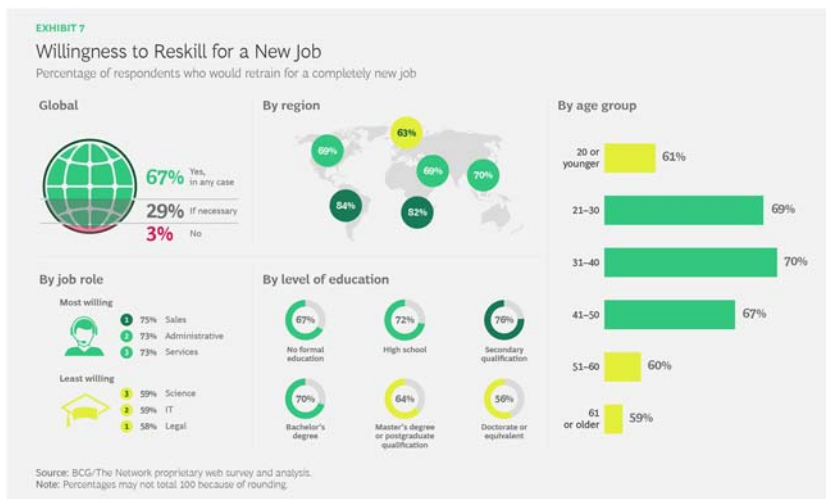 EXHIBIT 7
Willingness to Reskill for a New Job
Percentage of respondents who would retrain for a completely new job
Global
67% Yes,
in any case
29% If necessary
3% No
By region
69%
63%
69%
70%
84%
82%
By age group
20 or
younger
61%
21–30
69%
31–40
70%
41–50
67%
51–60
60%
61
or older
59%
By job role
Most willing
1 75% Sales
2 73% Administrative
3 73% Services
Least willing
3 59% Science
2 59% IT
1 58% Legal
By level of education
67%
No formal
education
72%
High school
76%
Secondary
qualification
70%
Bachelor's
degree
64%
Master's degree
or postgraduate
qualification
56%
Doctorate or
equivalent
Source: BCG/The Network proprietary web survey and analysis.
Note: Percentages may not total 100 because of rounding.